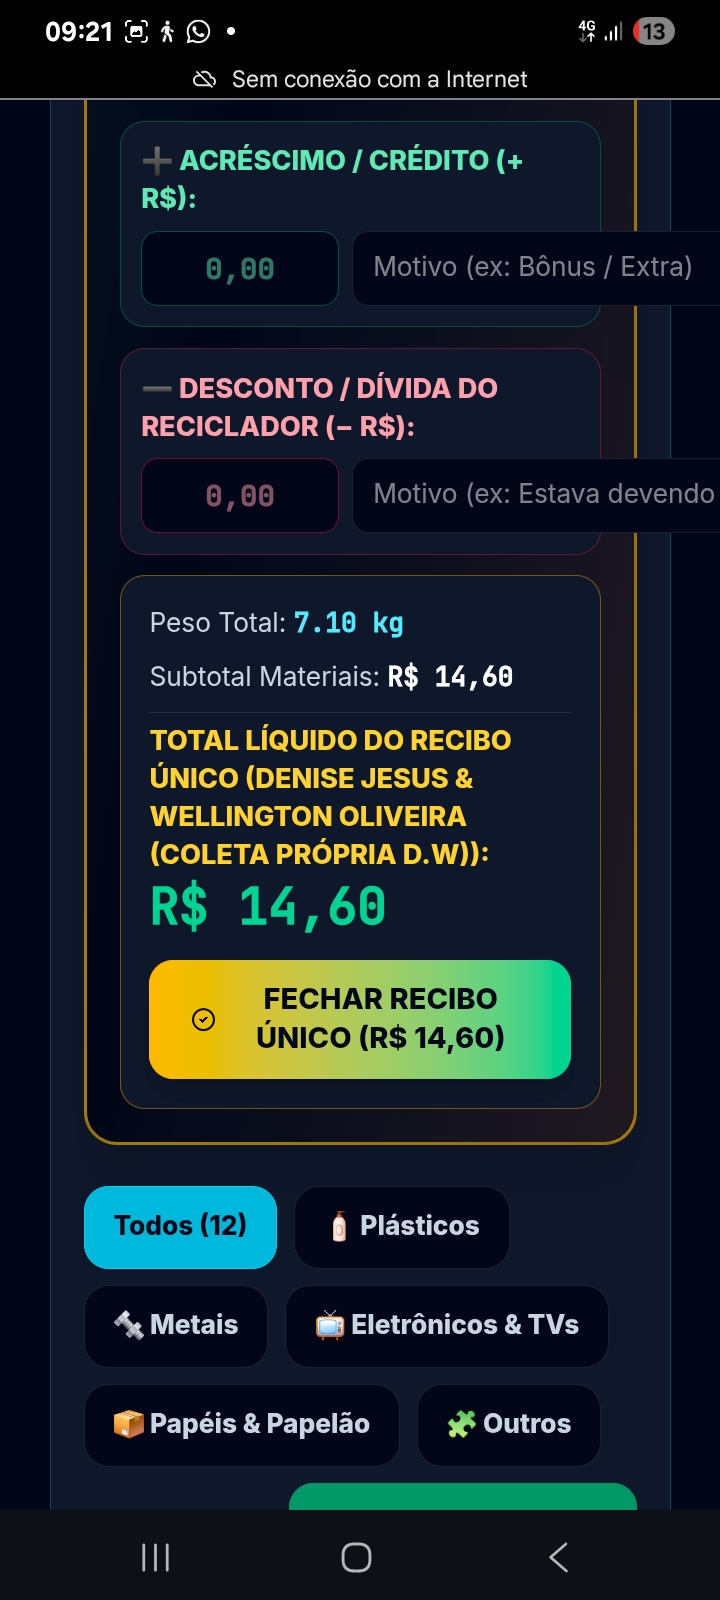 09:21
4G
13
Sem conexão com a Internet
➕ ACRÉSCIMO / CRÉDITO (+
R$):
0,00
Motivo (ex: Bônus / Extra)
➖ DESCONTO / DÍVIDA DO
RECICLADOR (− R$):
0,00
Motivo (ex: Estava devendo
Peso Total: 7.10 kg
Subtotal Materiais: R$ 14,60
TOTAL LÍQUIDO DO RECIBO
ÚNICO (DENISE JESUS &
WELLINGTON OLIVEIRA
(COLETA PRÓPRIA D.W)):
R$ 14,60
FECHAR RECIBO
ÚNICO (R$ 14,60)
Todos (12)
🧴 Plásticos
🔩 Metais
📺 Eletrônicos & TVs
📦 Papéis & Papelão
🧩 Outros